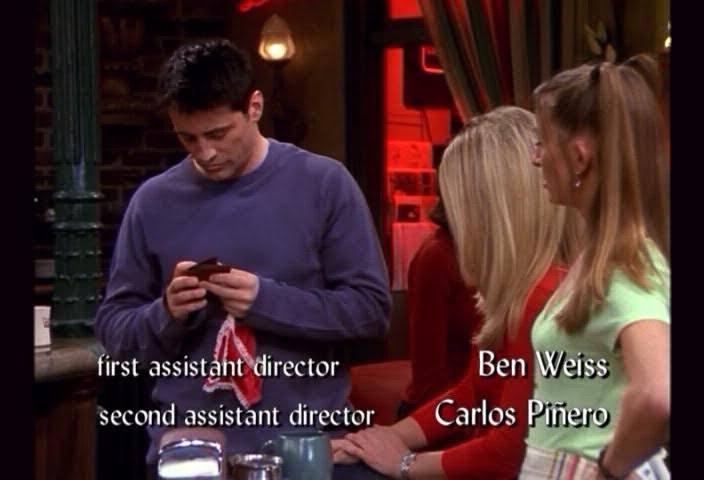 first assistant director Ben Weiss
second assistant director Carlos Piñero